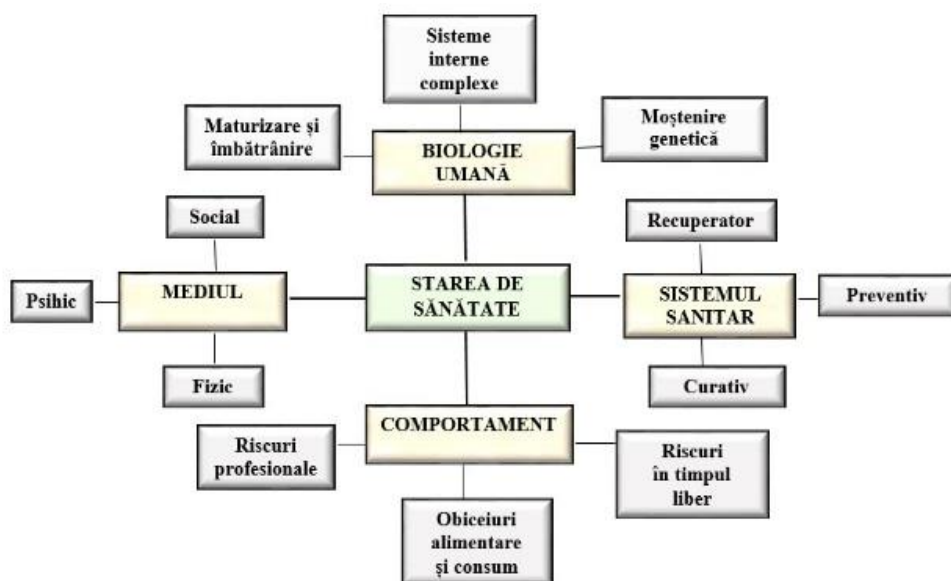 Sisteme
interne
complexe
Maturizare și
îmbătrânire
BIOLOGIE
UMANĂ
Moștenire
genetică
Social
Psihic
MEDIUL
Fizic
STAREA DE
SĂNĂTATE
Recuperator
SISTEMUL
SANITAR
Preventiv
Curativ
COMPORTAMENT
Riscuri
profesionale
Obiceiuri
alimentare
și consum
Riscuri
în timpul
liber